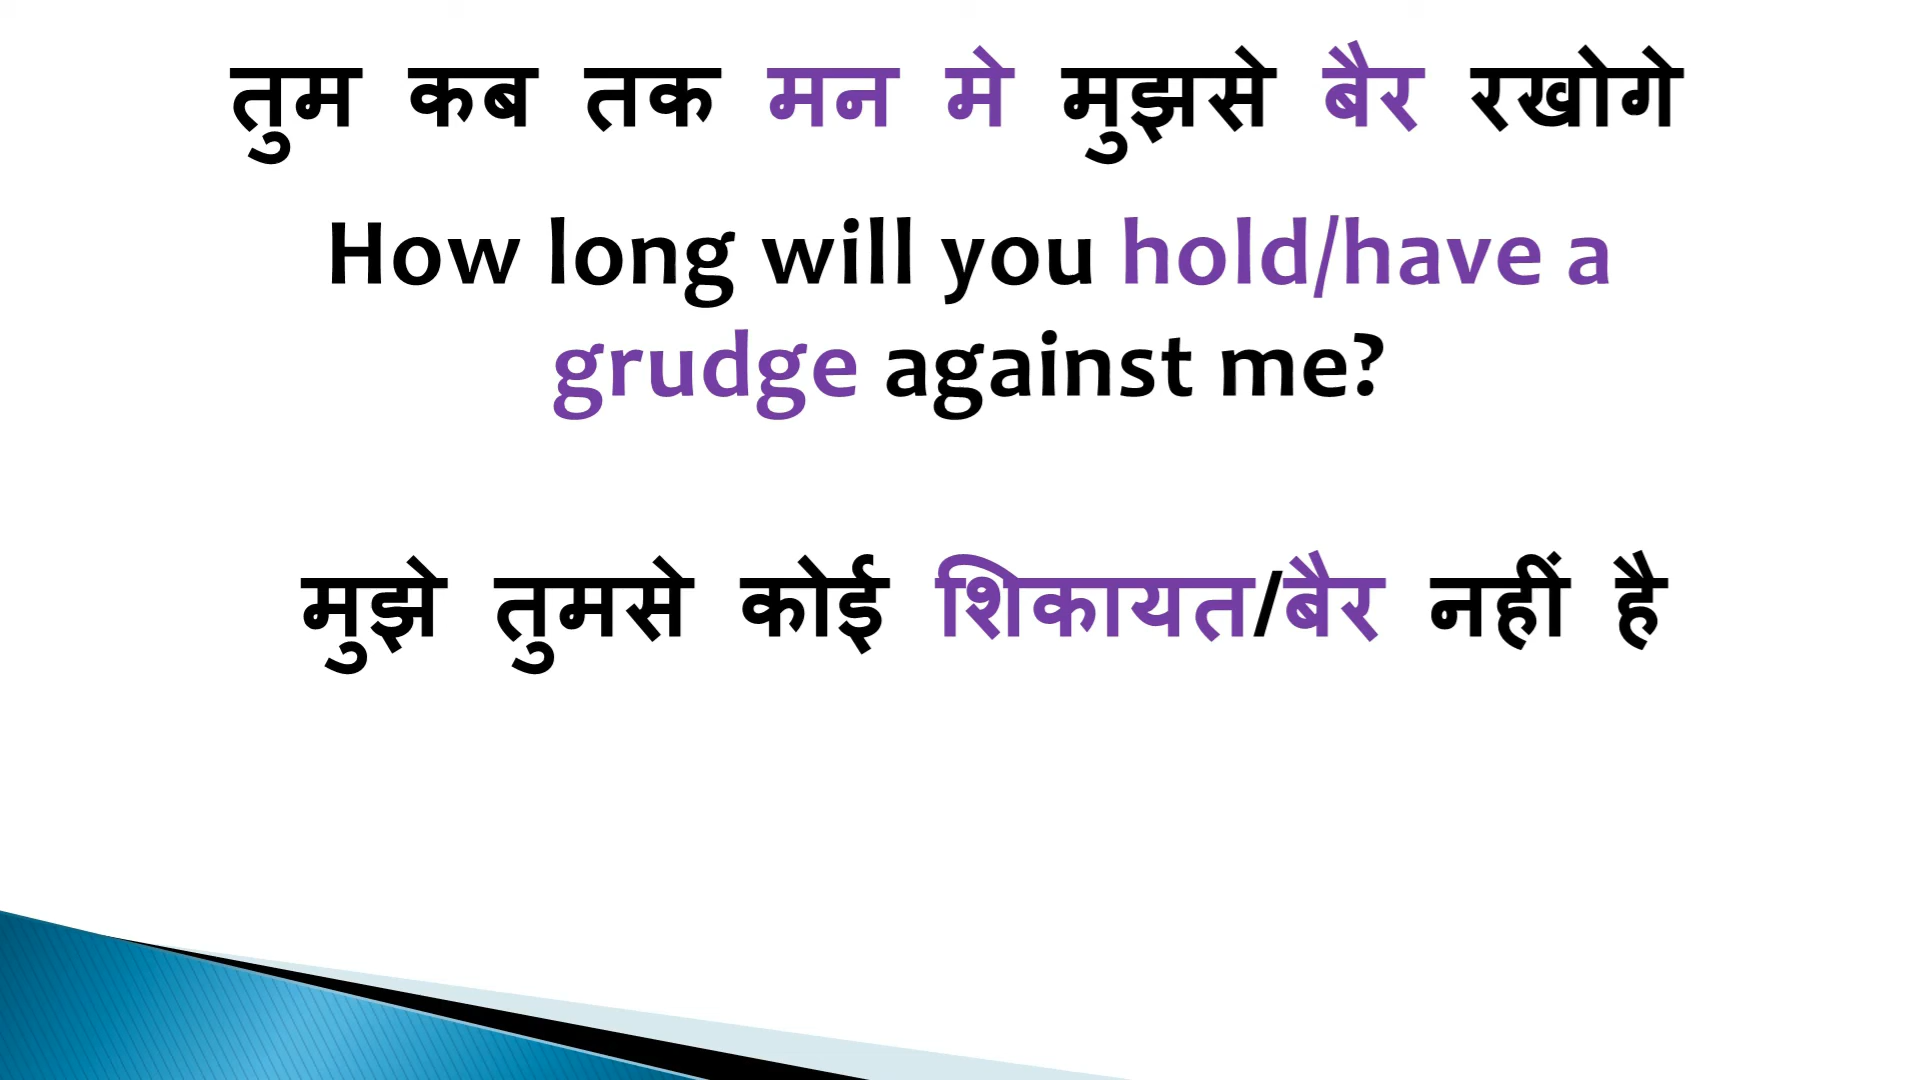 तुम कब तक मन मे मुझसे बैर रखोगे
How long will you hold/have a
grudge against me?
मुझे तुमसे कोई शिकायत/बैर नहीं है